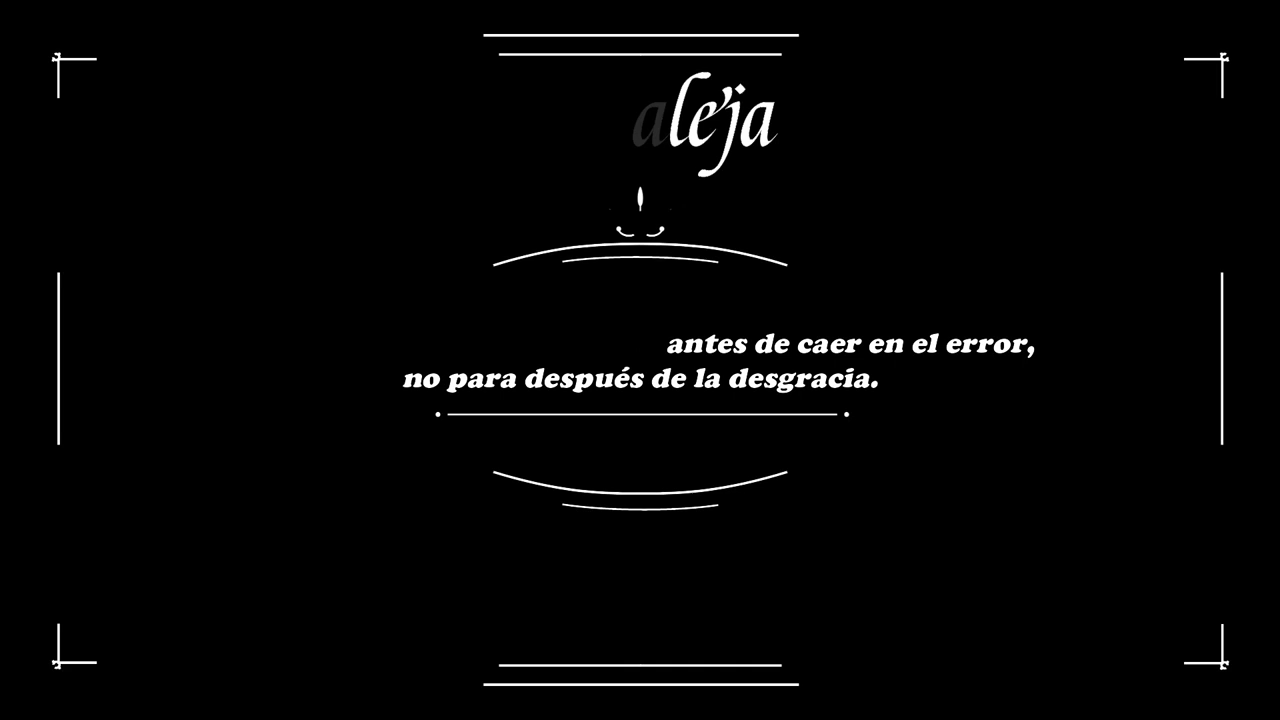 aleja
antes de caer en el error,
no para después de la desgracia.